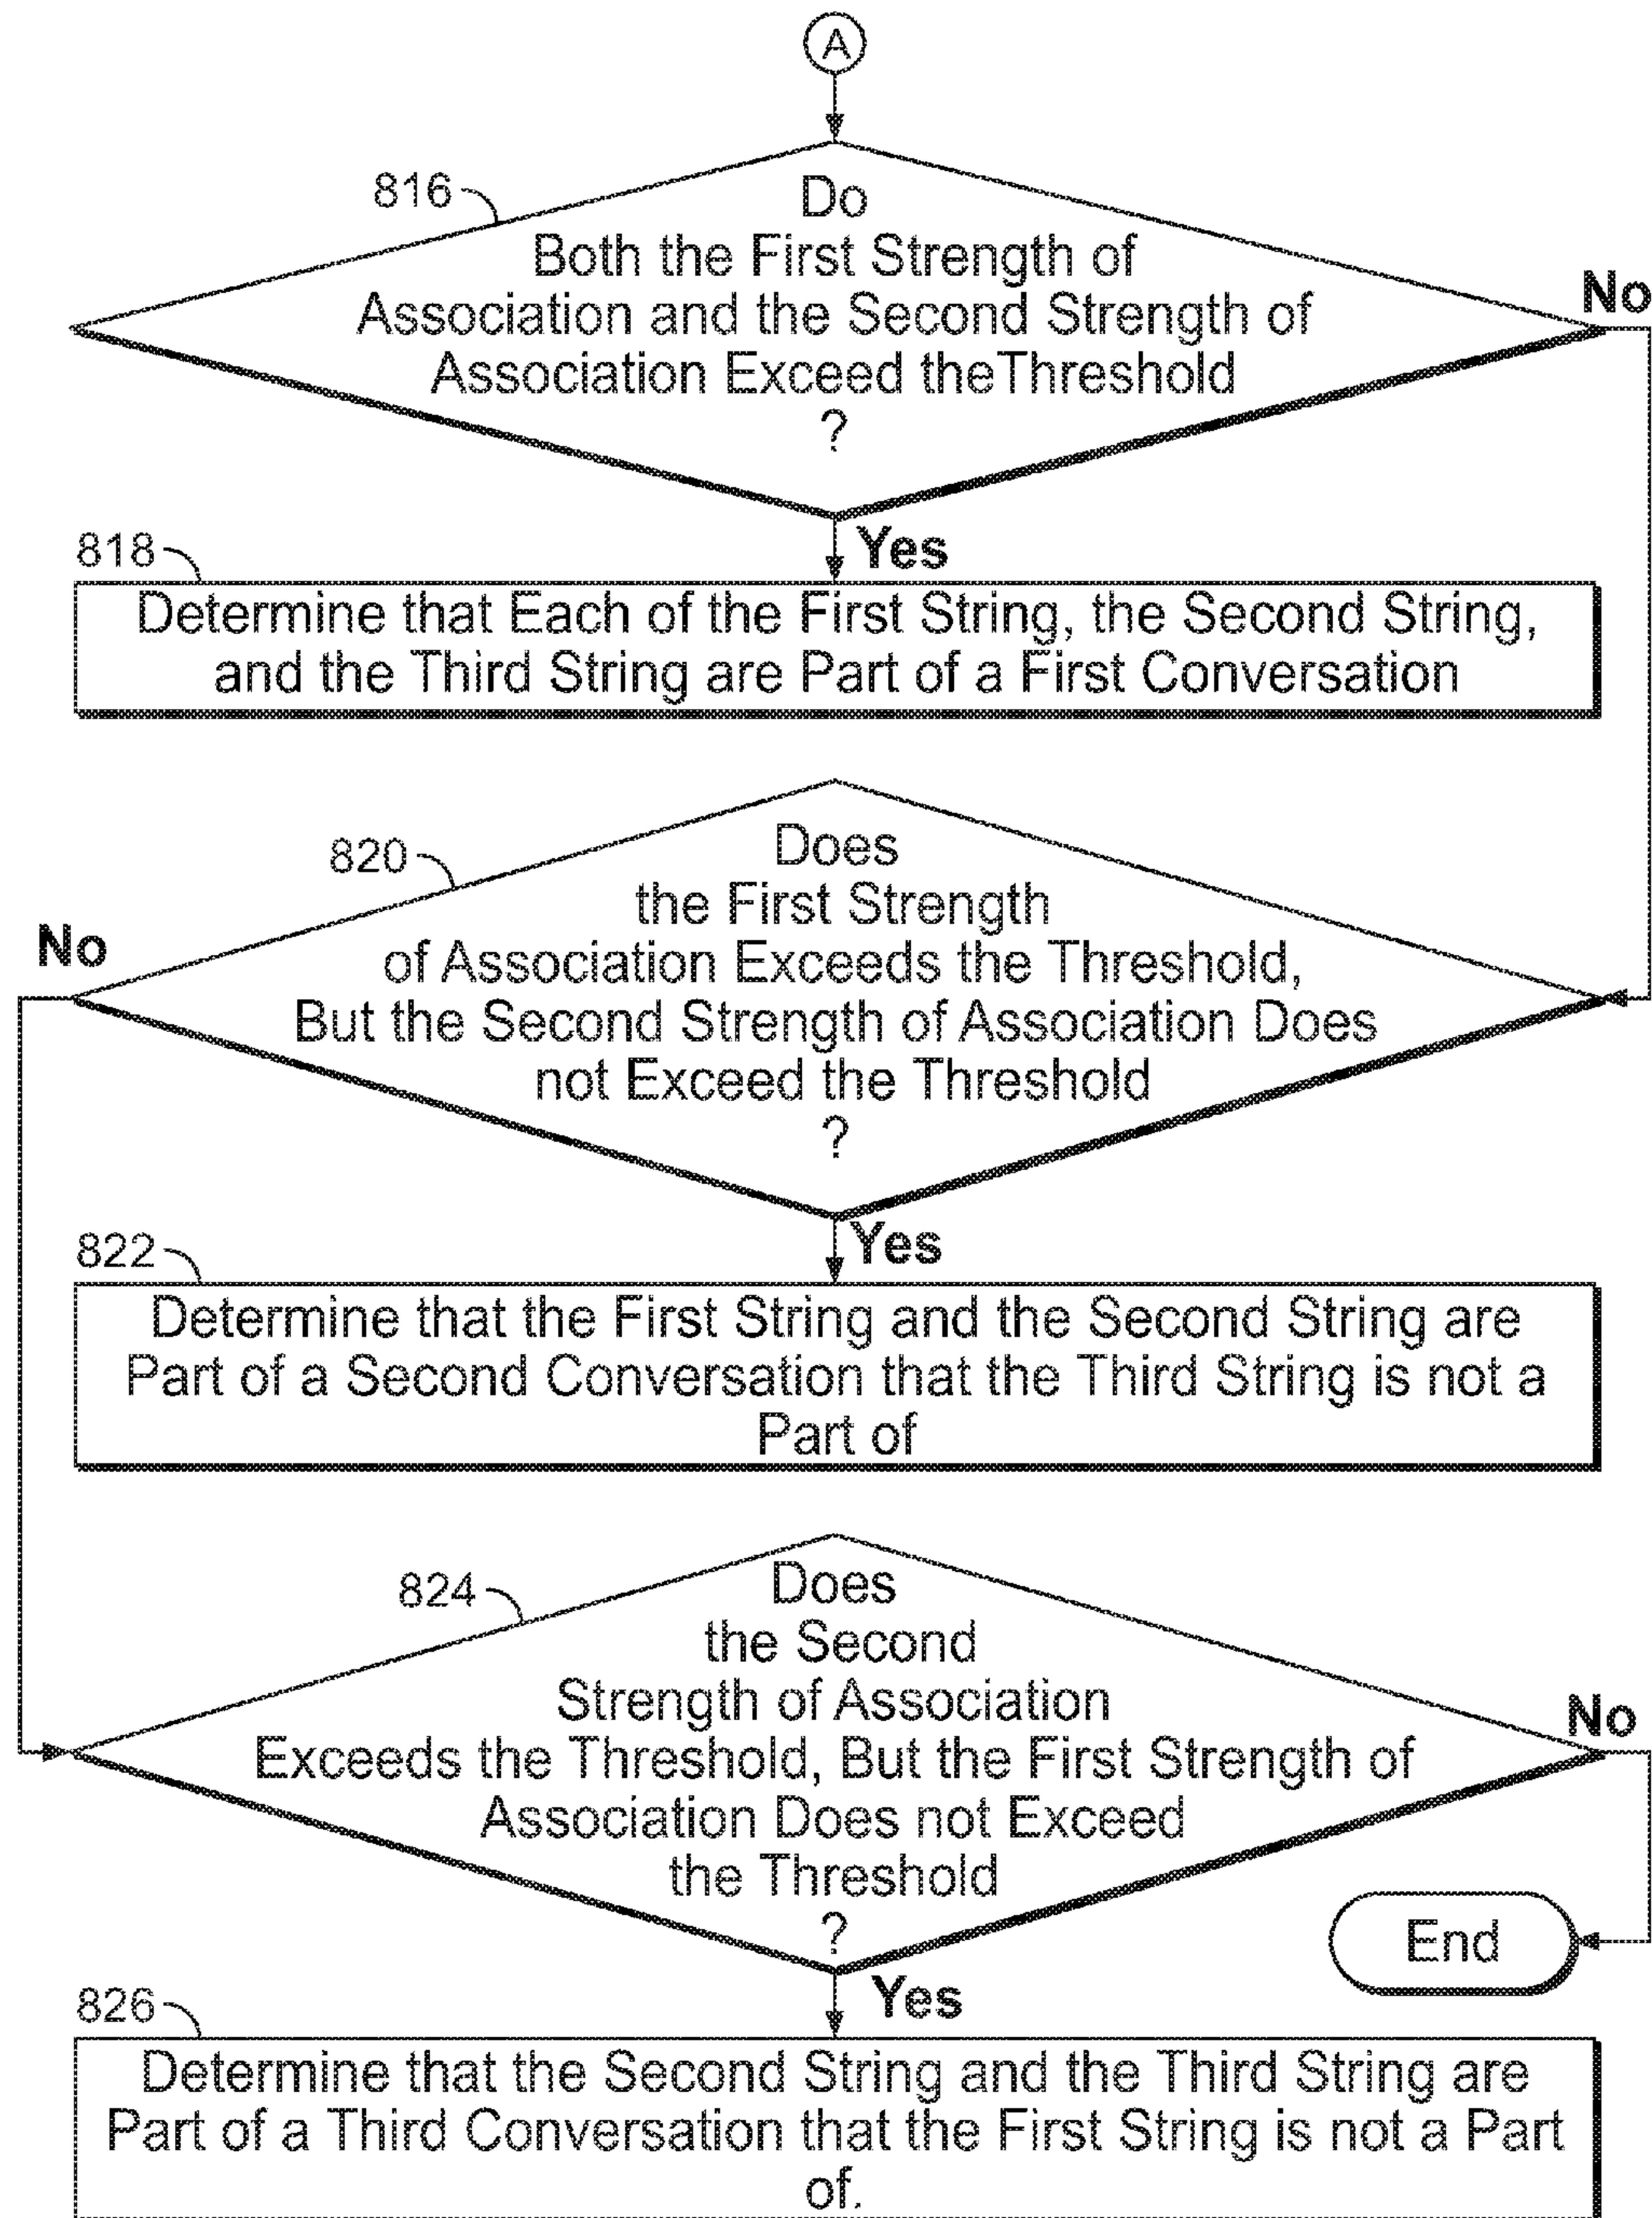 A
816
Do
Both the First Strength of
Association and the Second Strength of
Association Exceed theThreshold
?
No
Yes
818
Determine that Each of the First String, the Second String,
and the Third String are Part of a First Conversation
820
Does
the First Strength
of Association Exceeds the Threshold,
But the Second Strength of Association Does
not Exceed the Threshold
?
No
Yes
822
Determine that the First String and the Second String are
Part of a Second Conversation that the Third String is not a
Part of
824
Does
the Second
Strength of Association
Exceeds the Threshold, But the First Strength of
Association Does not Exceed
the Threshold
?
No
End
Yes
826
Determine that the Second String and the Third String are
Part of a Third Conversation that the First String is not a Part
of.